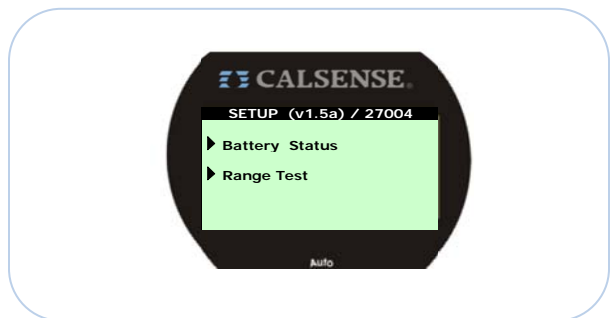 CALSENSE®
SETUP (v1.5a) / 27004
Battery Status
Range Test
Auto